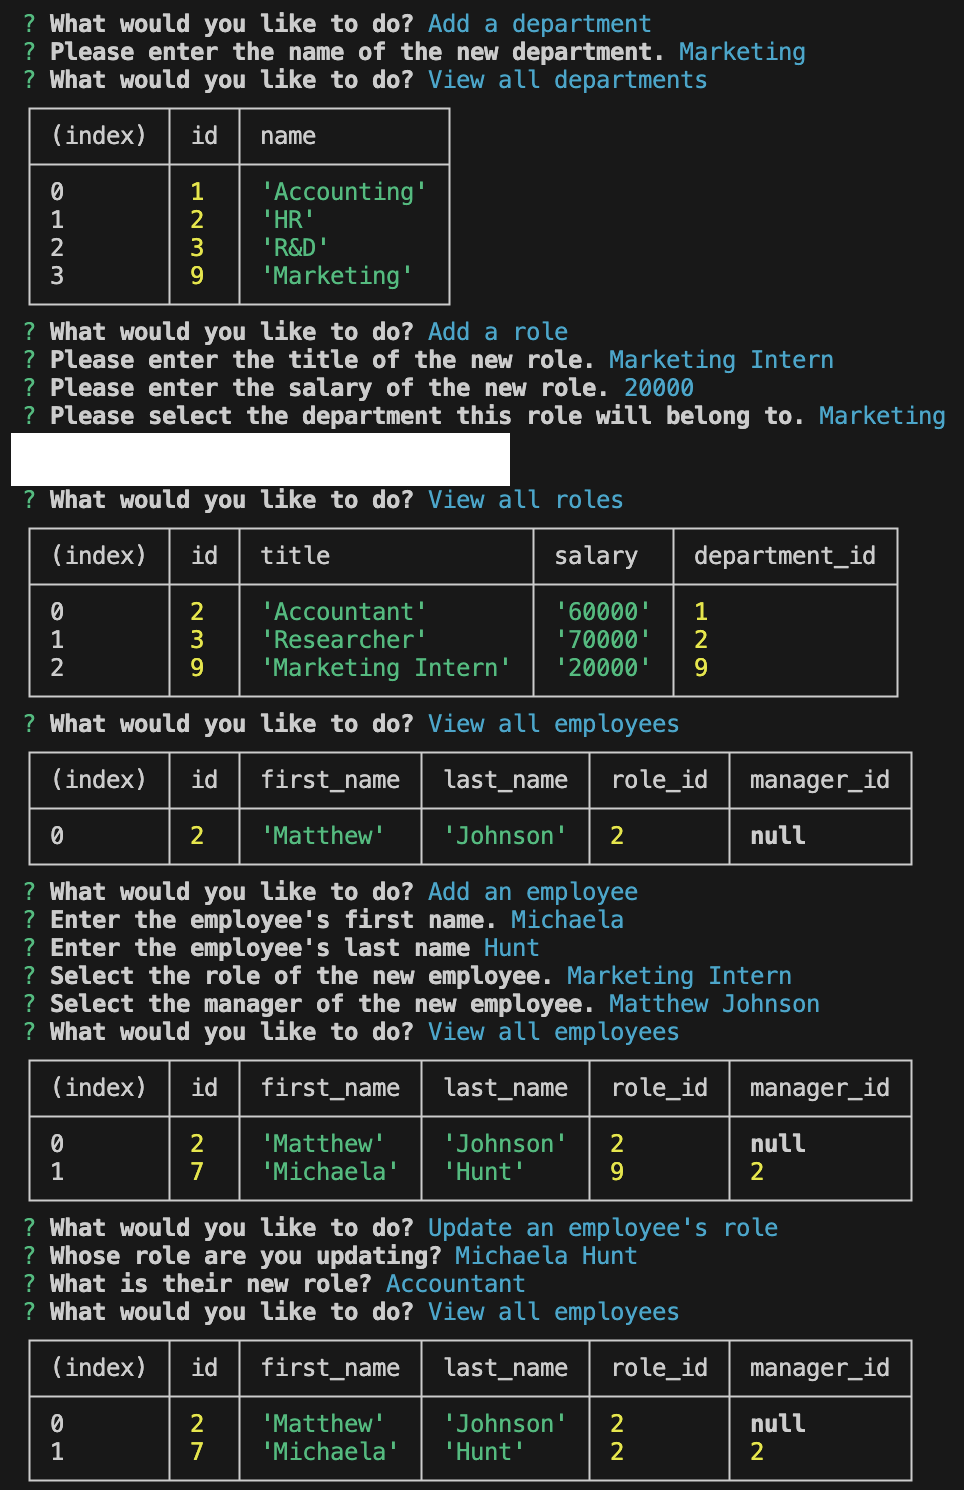 ? What would you like to do? Add a department
? Please enter the name of the new department. Marketing
? What would you like to do? View all departments
(index) id name
0 1 'Accounting'
1 2 'HR'
2 3 'R&D'
3 9 'Marketing'
? What would you like to do? Add a role
? Please enter the title of the new role. Marketing Intern
? Please enter the salary of the new role. 20000
? Please select the department this role will belong to. Marketing
? What would you like to do? View all roles
(index) id title salary department_id
0 2 'Accountant' '60000' 1
1 3 'Researcher' '70000' 2
2 9 'Marketing Intern' '20000' 9
? What would you like to do? View all employees
(index) id first_name last_name role_id manager_id
0 2 'Matthew' 'Johnson' 2 null
? What would you like to do? Add an employee
? Enter the employee's first name. Michaela
? Enter the employee's last name Hunt
? Select the role of the new employee. Marketing Intern
? Select the manager of the new employee. Matthew Johnson
? What would you like to do? View all employees
(index) id first_name last_name role_id manager_id
0 2 'Matthew' 'Johnson' 2 null
1 7 'Michaela' 'Hunt' 9 2
? What would you like to do? Update an employee's role
? Whose role are you updating? Michaela Hunt
? What is their new role? Accountant
? What would you like to do? View all employees
(index) id first_name last_name role_id manager_id
0 2 'Matthew' 'Johnson' 2 null
1 7 'Michaela' 'Hunt' 2 2